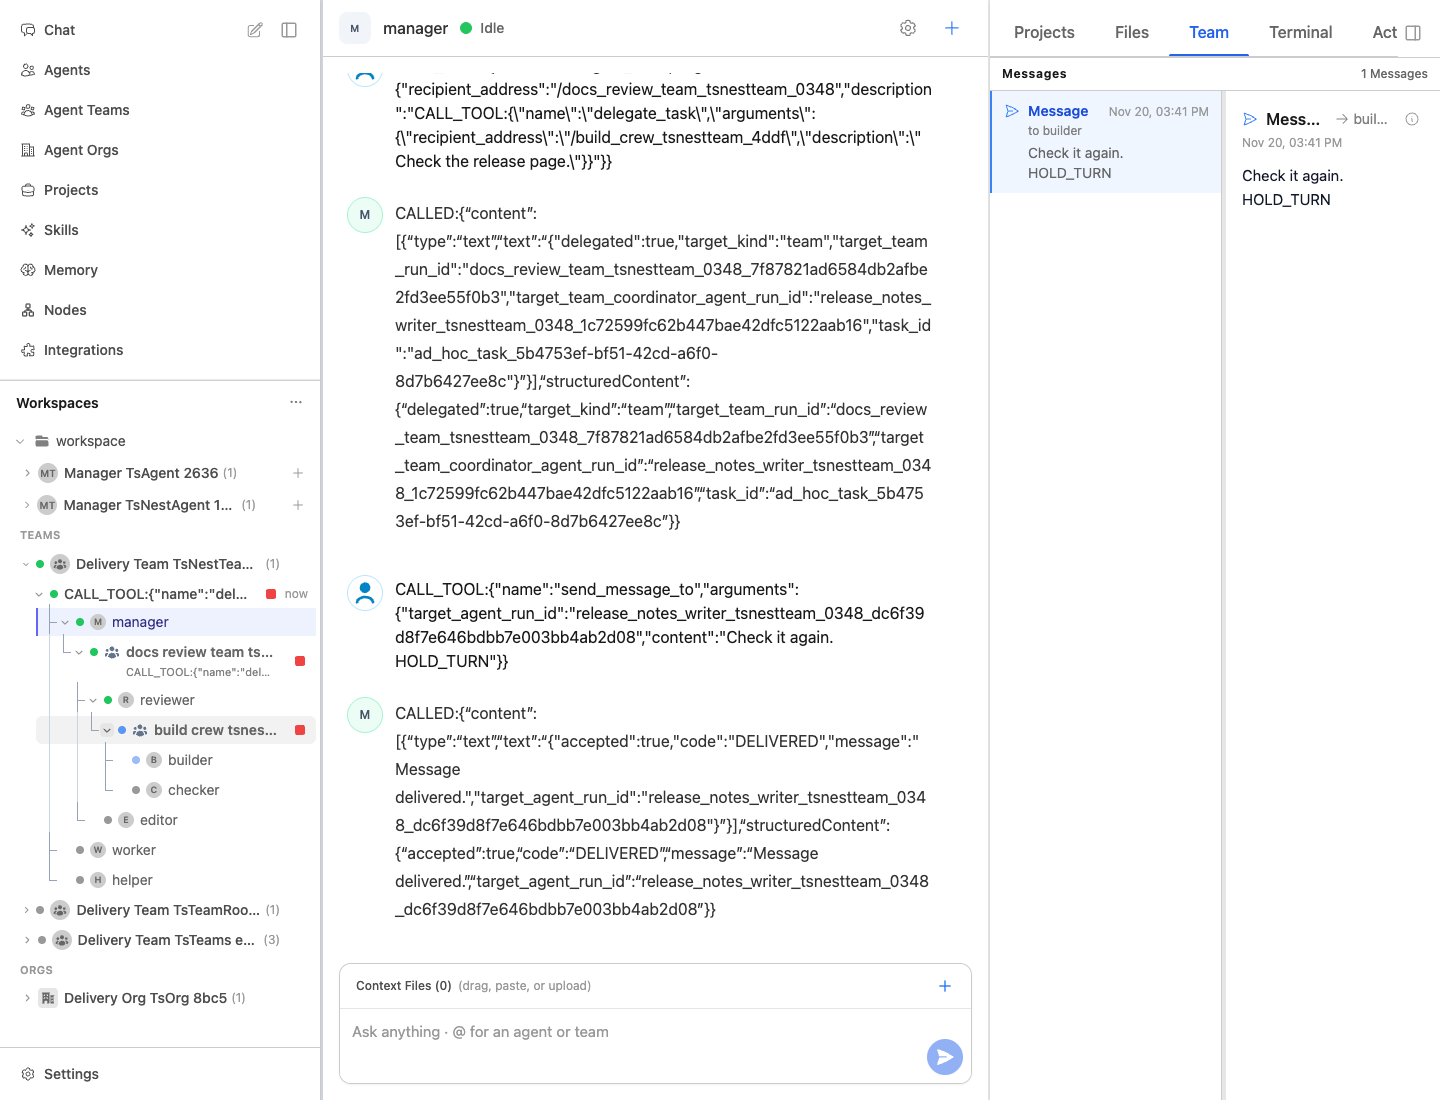 Chat
Agents
Agent Teams
Agent Orgs
Projects
Skills
Memory
Nodes
Integrations
Workspaces
workspace
MT Manager TsAgent 2636 (1)
MT Manager TsNestAgent 1... (1)
TEAMS
Delivery Team TsNestTea... (1)
CALL_TOOL:{"name":"del... now
M manager
docs review team ts...
CALL_TOOL:{"name":"del...
R reviewer
build crew tsnes...
B builder
C checker
E editor
W worker
H helper
Delivery Team TsTeamRoo... (1)
Delivery Team TsTeams e... (3)
ORGS
Delivery Org TsOrg 8bc5 (1)
Settings
M manager Idle
{"recipient_address":"/docs_review_team_tsnestteam_0348","description
":"CALL_TOOL:{\"name\":\"delegate_task\",\"arguments\":
{\"recipient_address\":\"/build_crew_tsnestteam_4ddf\",\"description\":\"
Check the release page.\"}}"}}
M
CALLED:{“content”:
[{“type”:“text”,“text”:“{"delegated":true,"target_kind":"team","target_team
_run_id":"docs_review_team_tsnestteam_0348_7f87821ad6584db2afbe
2fd3ee55f0b3","target_team_coordinator_agent_run_id":"release_notes_
writer_tsnestteam_0348_1c72599fc62b447bae42dfc5122aab16","task_id
":"ad_hoc_task_5b4753ef-bf51-42cd-a6f0-
8d7b6427ee8c"}”}],“structuredContent”:
{“delegated”:true,“target_kind”:“team”,“target_team_run_id”:“docs_review
_team_tsnestteam_0348_7f87821ad6584db2afbe2fd3ee55f0b3”,“target
_team_coordinator_agent_run_id”:“release_notes_writer_tsnestteam_034
8_1c72599fc62b447bae42dfc5122aab16”,“task_id”:“ad_hoc_task_5b475
3ef-bf51-42cd-a6f0-8d7b6427ee8c”}}
CALL_TOOL:{"name":"send_message_to","arguments":
{"target_agent_run_id":"release_notes_writer_tsnestteam_0348_dc6f39
d8f7e646bdbb7e003bb4ab2d08","content":"Check it again.
HOLD_TURN"}}
M
CALLED:{“content”:
[{“type”:“text”,“text”:“{"accepted":true,"code":"DELIVERED","message":"
Message
delivered.","target_agent_run_id":"release_notes_writer_tsnestteam_034
8_dc6f39d8f7e646bdbb7e003bb4ab2d08"}”}],“structuredContent”:
{“accepted”:true,“code”:“DELIVERED”,“message”:“Message
delivered.”,“target_agent_run_id”:“release_notes_writer_tsnestteam_0348
_dc6f39d8f7e646bdbb7e003bb4ab2d08”}}
Context Files (0) (drag, paste, or upload)
Ask anything · @ for an agent or team
Projects Files Team Terminal Act
Messages 1 Messages
Message Nov 20, 03:41 PM
to builder
Check it again.
HOLD_TURN
Mess... → buil...
Nov 20, 03:41 PM
Check it again.
HOLD_TURN